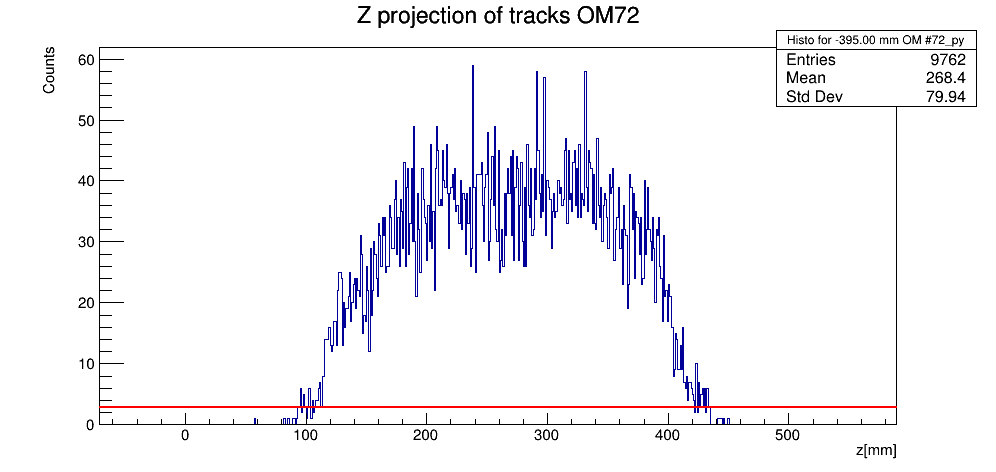 Z projection of tracks OM72
Histo for -395.00 mm OM #72_py
Entries 9762
Mean 268.4
Std Dev 79.94
Counts
60
50
40
30
20
10
0
0 100 200 300 400 500
z[mm]